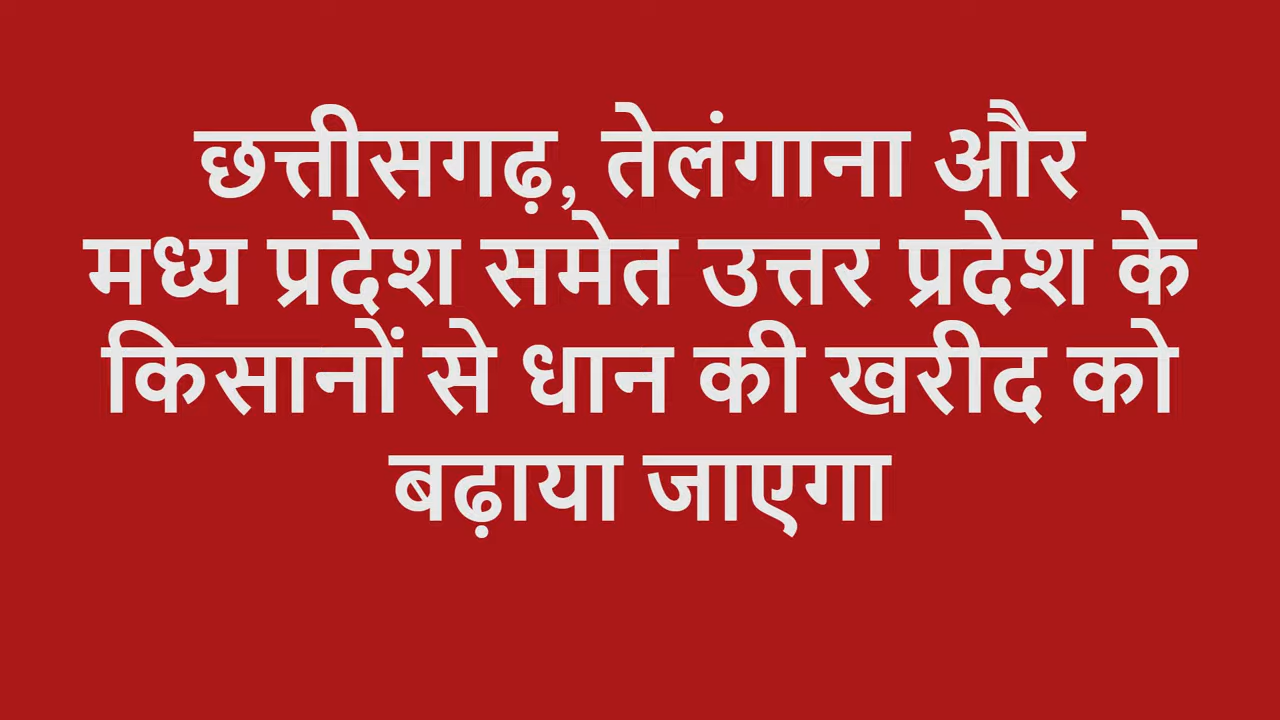 छत्तीसगढ़, तेलंगाना और
मध्य प्रदेश समेत उत्तर प्रदेश के
किसानों से धान की खरीद को
बढ़ाया जाएगा